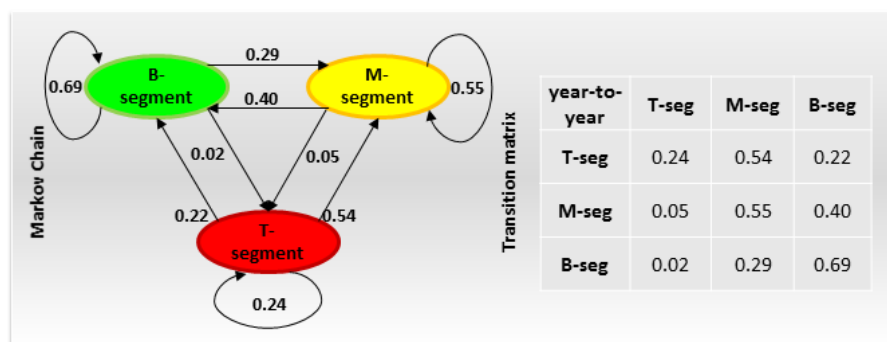 0.29
B-
segment
M-
segment
0.69
0.55
0.40
0.02
0.05
0.22
0.54
T-
segment
0.24
Markov Chain
Transition matrix
year-to-
year T-seg M-seg B-seg
T-seg 0.24 0.54 0.22
M-seg 0.05 0.55 0.40
B-seg 0.02 0.29 0.69